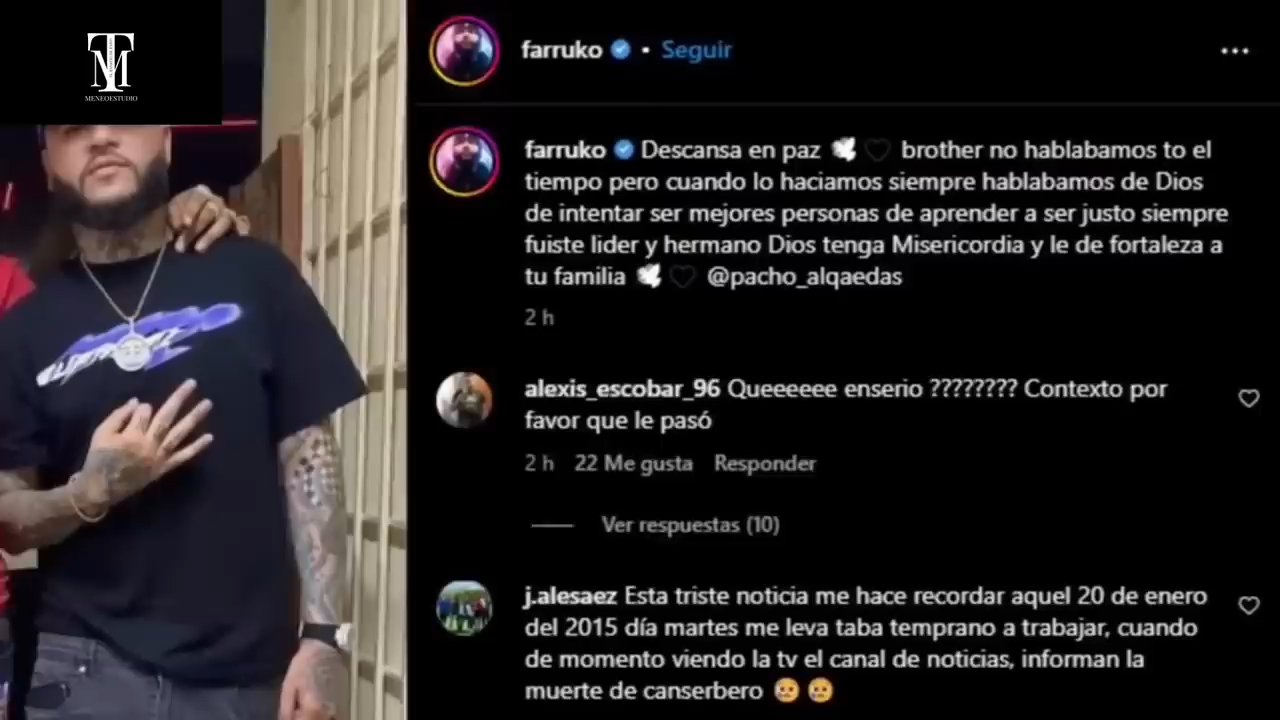 TM
MENEOESTUDIO
farruko • Seguir
farruko Descansa en paz 🕊️🖤 brother no hablabamos to el
tiempo pero cuando lo haciamos siempre hablabamos de Dios
de intentar ser mejores personas de aprender a ser justo siempre
fuiste lider y hermano Dios tenga Misericordia y le de fortaleza a
tu familia 🕊️🖤 @pacho_alqaedas
2 h
alexis_escobar_96 Queeeeee enserio ???????? Contexto por
favor que le pasó
2 h 22 Me gusta Responder
Ver respuestas (10)
j.alesaez Esta triste noticia me hace recordar aquel 20 de enero
del 2015 día martes me leva taba temprano a trabajar, cuando
de momento viendo la tv el canal de noticias, informan la
muerte de canserbero 😢😢